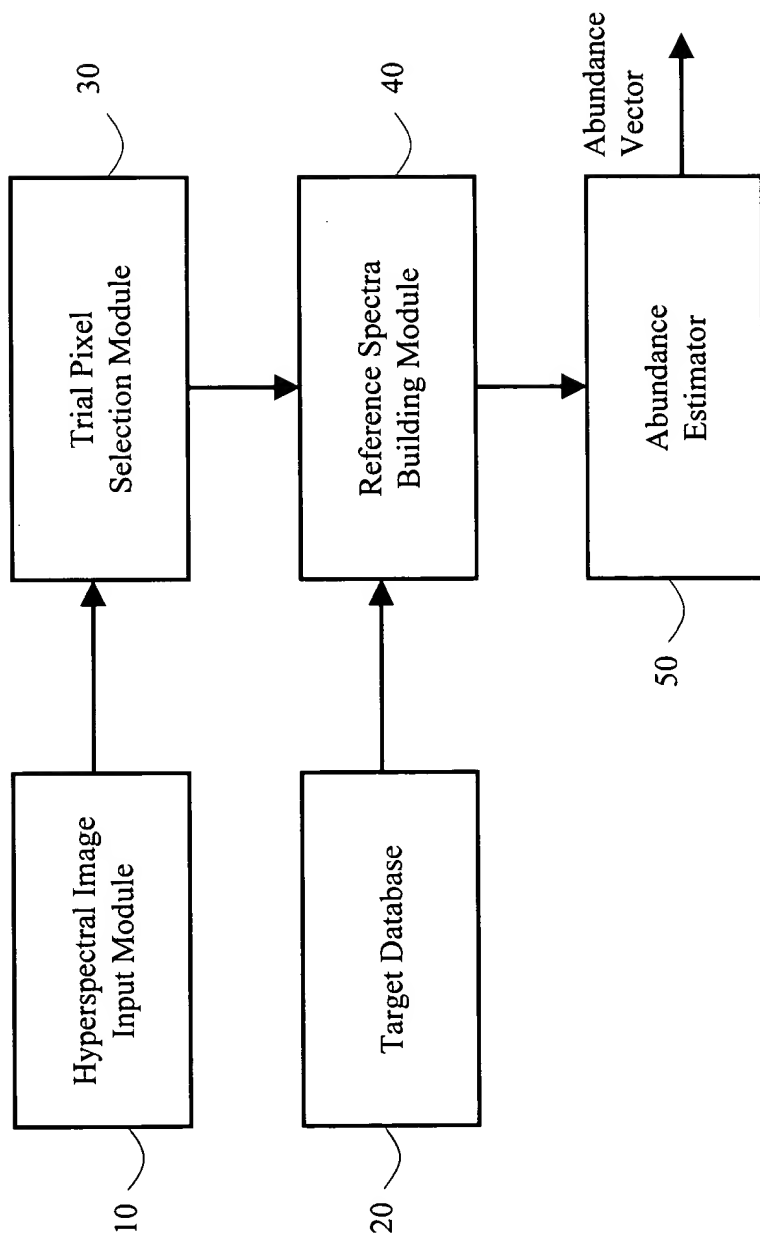 10
Hyperspectral Image
Input Module
30
Trial Pixel
Selection Module
20
Target Database
40
Reference Spectra
Building Module
50
Abundance
Estimator
Abundance
Vector